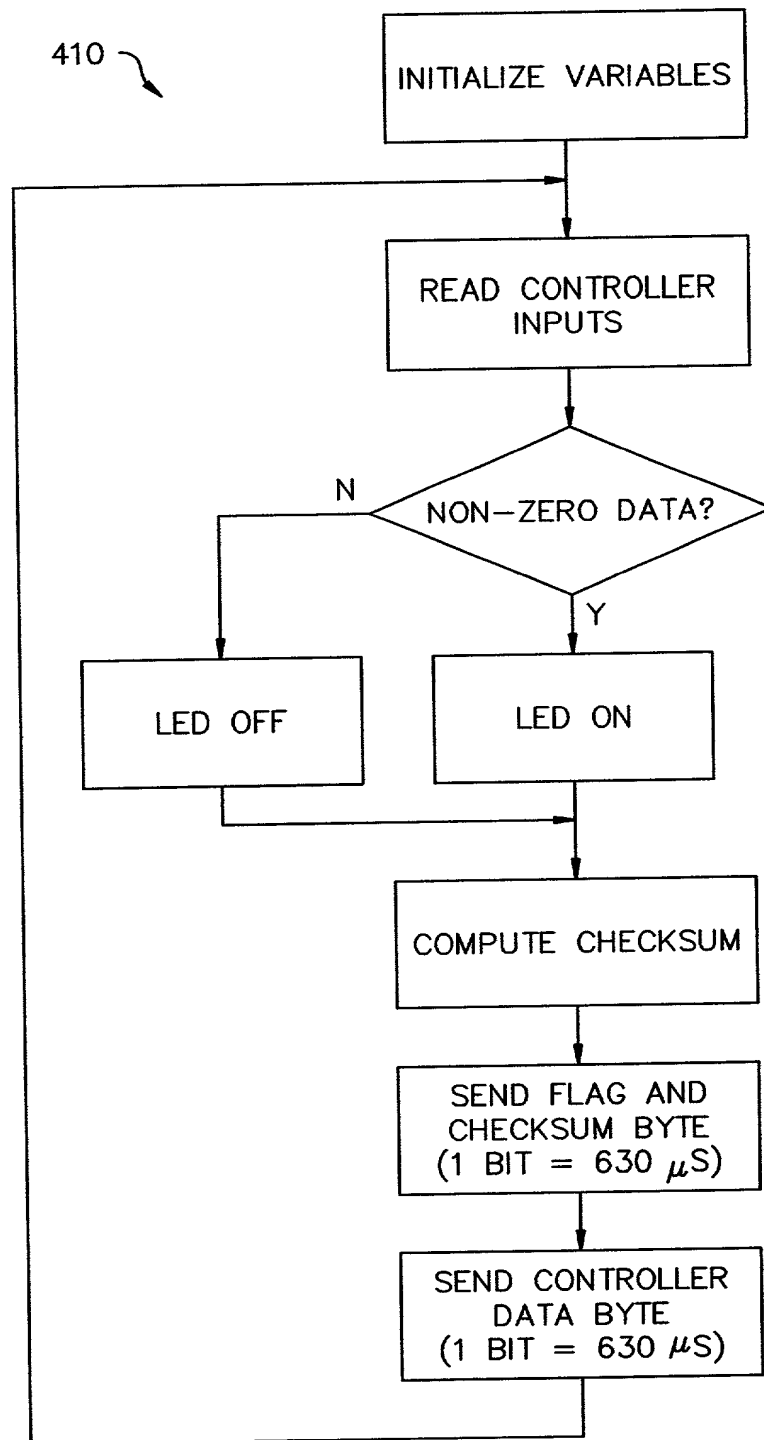 410
INITIALIZE VARIABLES
READ CONTROLLER
INPUTS
NON-ZERO DATA?
N
Y
LED OFF
LED ON
COMPUTE CHECKSUM
SEND FLAG AND
CHECKSUM BYTE
(1 BIT = 630 μS)
SEND CONTROLLER
DATA BYTE
(1 BIT = 630 μS)